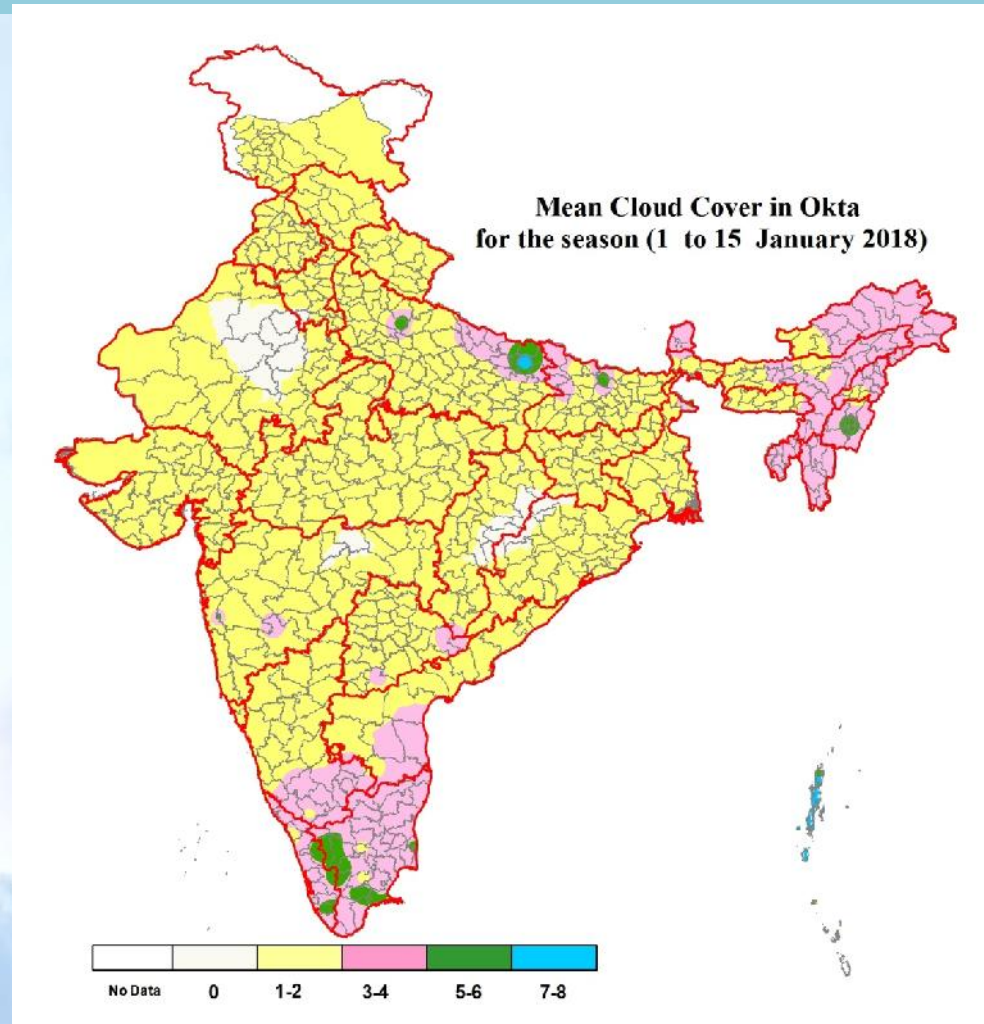 Mean Cloud Cover in Okta
for the season (1 to 15 January 2018)
No Data 0 1-2 3-4 5-6 7-8